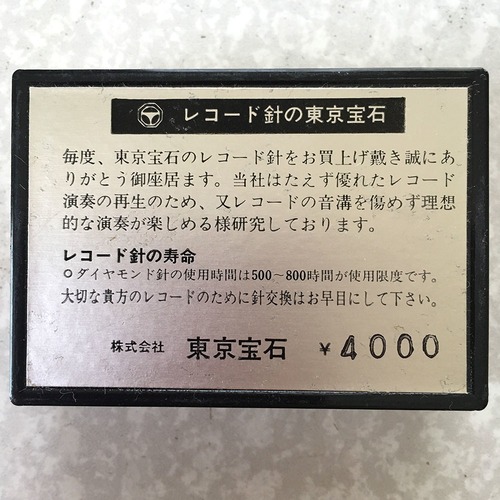 レコード針の東京宝石
毎度、東京宝石のレコード針をお買上げ戴き誠にあ
りがとう御座居ます。当社はたえず優れたレコード
演奏の再生のため、又レコードの音溝を傷めず理想
的な演奏が楽しめる様研究しております。
レコード針の寿命
○ダイヤモンド針の使用時間は500〜800時間が使用限度です。
大切な貴方のレコードのために針交換はお早目にして下さい。
株式会社 東京宝石 ¥4000